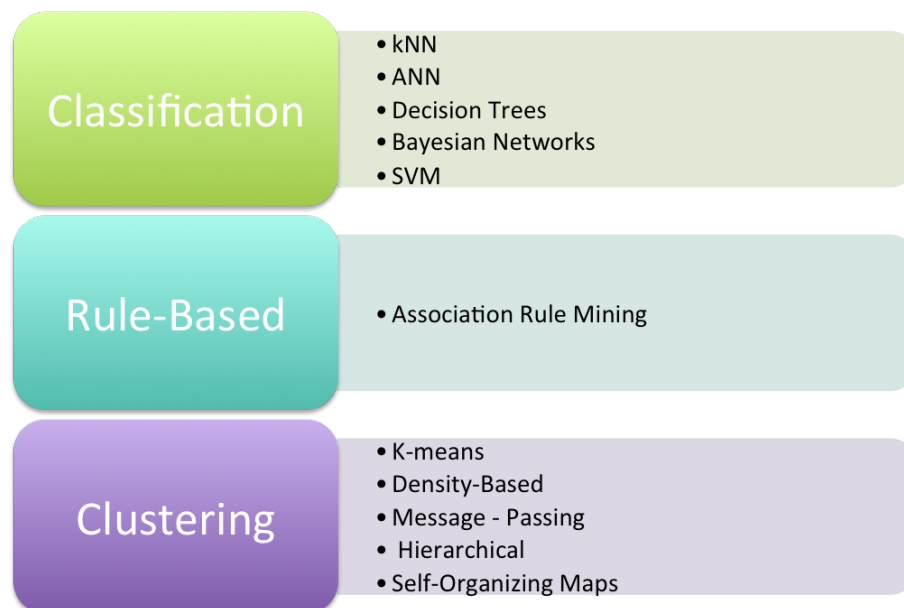 Classification
• kNN
• ANN
• Decision Trees
• Bayesian Networks
• SVM
Rule-Based
• Association Rule Mining
Clustering
• K-means
• Density-Based
• Message - Passing
• Hierarchical
• Self-Organizing Maps